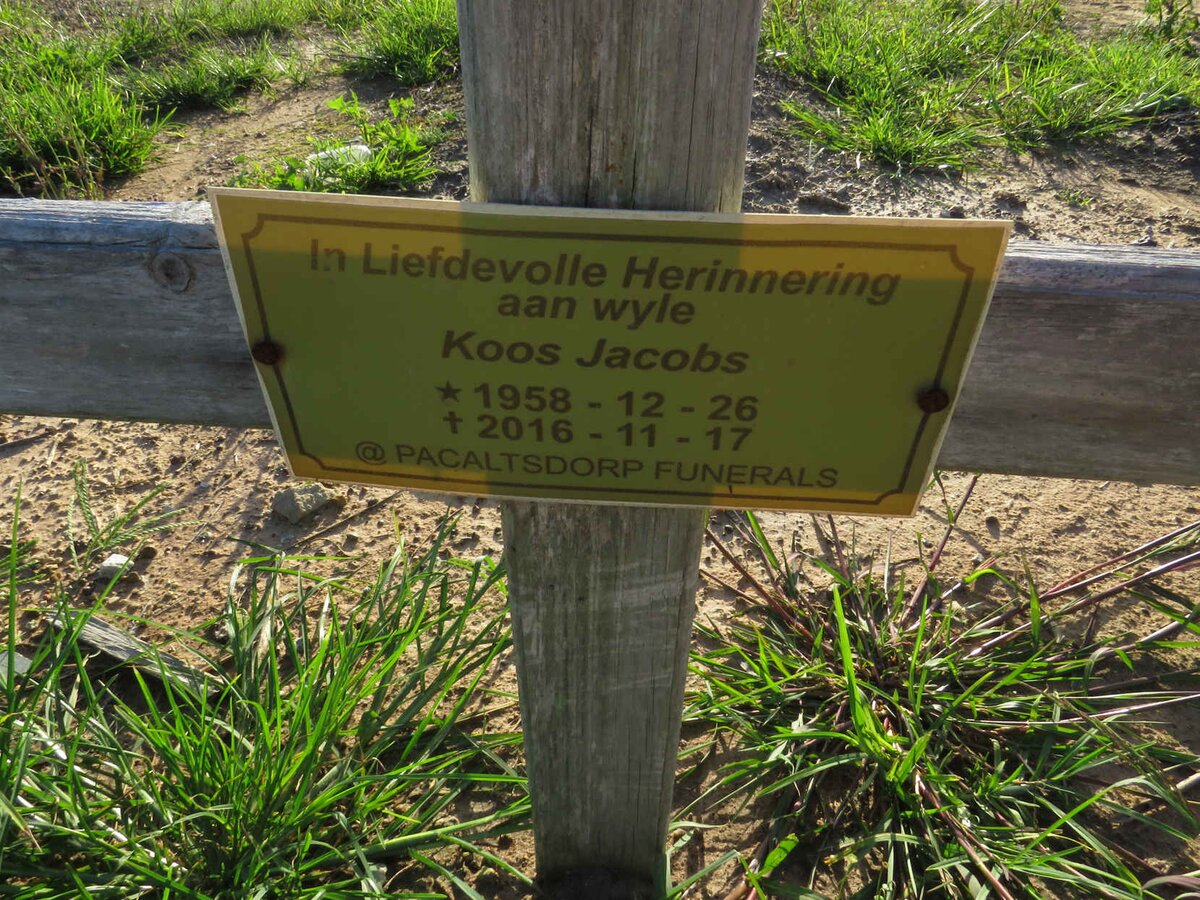 In Liefdevolle Herinnering
aan wyle
Koos Jacobs
★ 1958 - 12 - 26
✝ 2016 - 11 - 17
@ PACALTSDORP FUNERALS